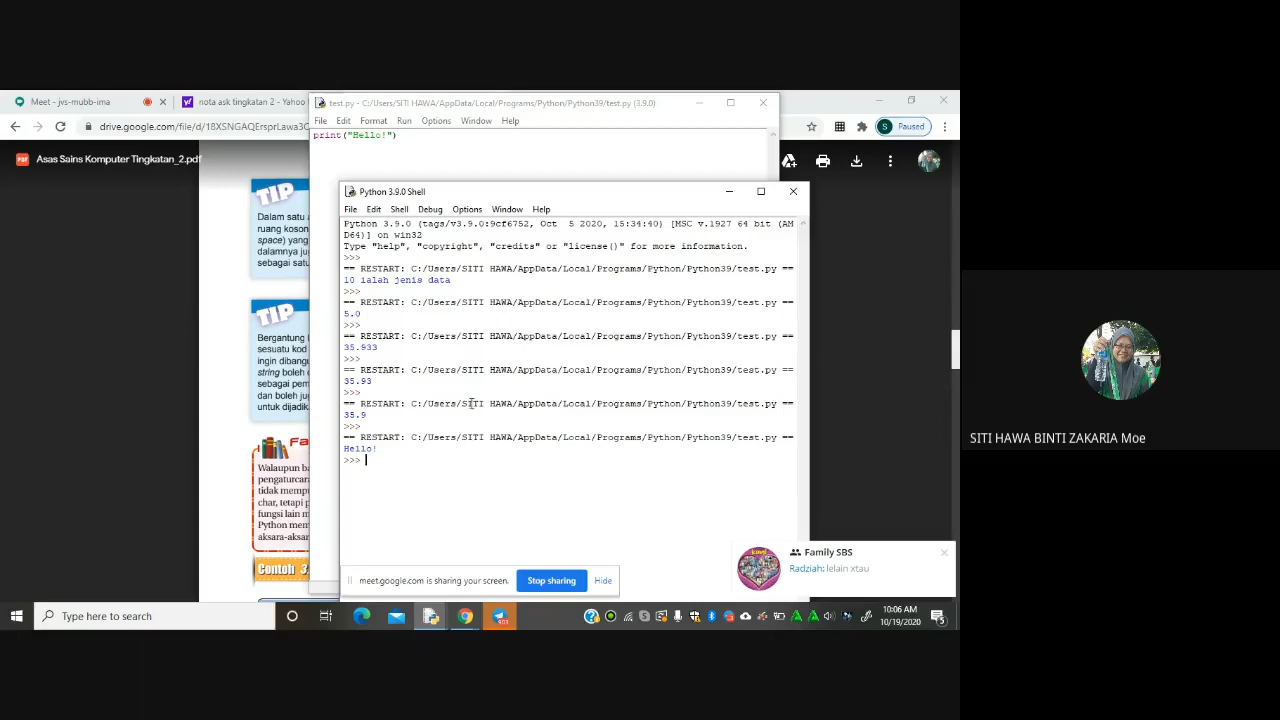 Meet - jvs-mubb-ima
nota ask tingkatan 2 - Yahoo
test.py - C:/Users/SITI HAWA/AppData/Local/Programs/Python/Python39/test.py (3.9.0)
File Edit Format Run Options Window Help
drive.google.com/file/d/18XSNGAQErsprLawa3C
Paused
print("Hello!")
PDF Asas Sains Komputer Tingkatan_2.pdf
TIP
Dalam satu
ruang koson
space) yang
dalamnya ju
sebagai satu
TIP
Bergantung
sesuatu kod
ingin dibang
string boleh
sebagai pem
dan boleh ju
untuk dijadik
Fa
Walaupun ba
pengaturcara
tidak mempu
char, tetapi p
fungsi lain m
Python mem
aksara-aksar
Contoh 3
Python 3.9.0 Shell
File Edit Shell Debug Options Window Help
Python 3.9.0 (tags/v3.9.0:9cf6752, Oct  5 2020, 15:34:40) [MSC v.1927 64 bit (AM
D64)] on win32
Type "help", "copyright", "credits" or "license()" for more information.
>>>
== RESTART: C:/Users/SITI HAWA/AppData/Local/Programs/Python/Python39/test.py ==
10 ialah jenis data
>>>
== RESTART: C:/Users/SITI HAWA/AppData/Local/Programs/Python/Python39/test.py ==
5.0
>>>
== RESTART: C:/Users/SITI HAWA/AppData/Local/Programs/Python/Python39/test.py ==
35.933
>>>
== RESTART: C:/Users/SITI HAWA/AppData/Local/Programs/Python/Python39/test.py ==
35.93
>>>
== RESTART: C:/Users/SITI HAWA/AppData/Local/Programs/Python/Python39/test.py ==
35.9
>>>
== RESTART: C:/Users/SITI HAWA/AppData/Local/Programs/Python/Python39/test.py ==
Hello!
>>>
Family SBS
Radziah: lelain xtau
meet.google.com is sharing your screen. Stop sharing Hide
Type here to search
10:06 AM
10/19/2020
5
SITI HAWA BINTI ZAKARIA Moe